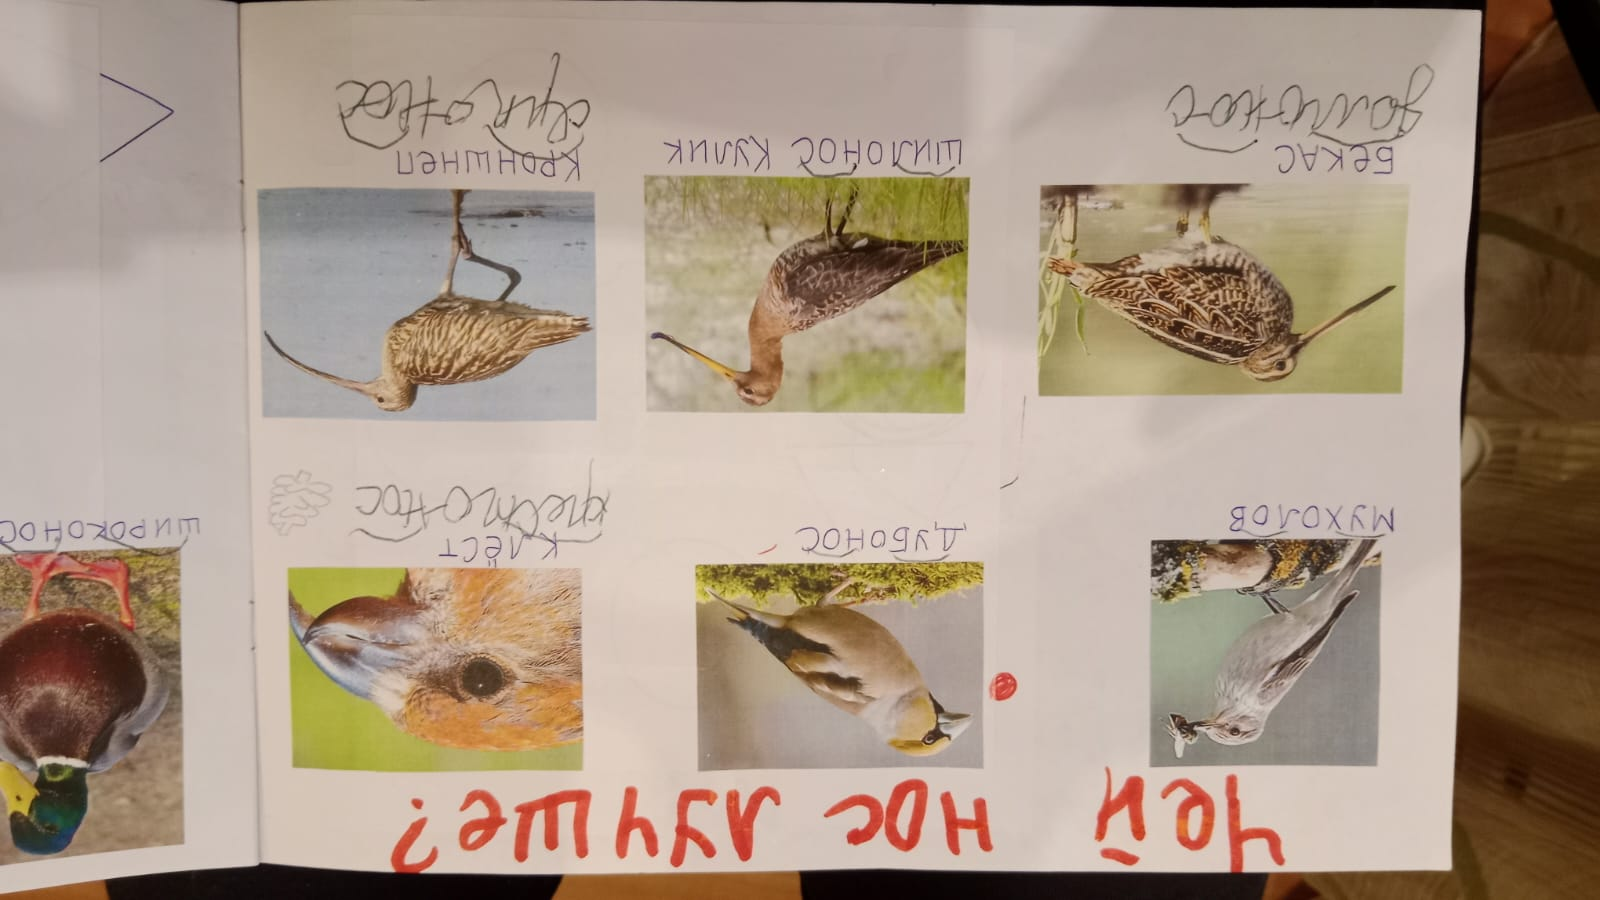 Чей нос лучше?
МУХОЛОВ
ДУБОНОС
КЛЁСТ
крестонос
ШИРОКОНОС
БЕКАС
долгонос
ШИЛОНОС КУЛИК
КРОНШНЕП
серпонос